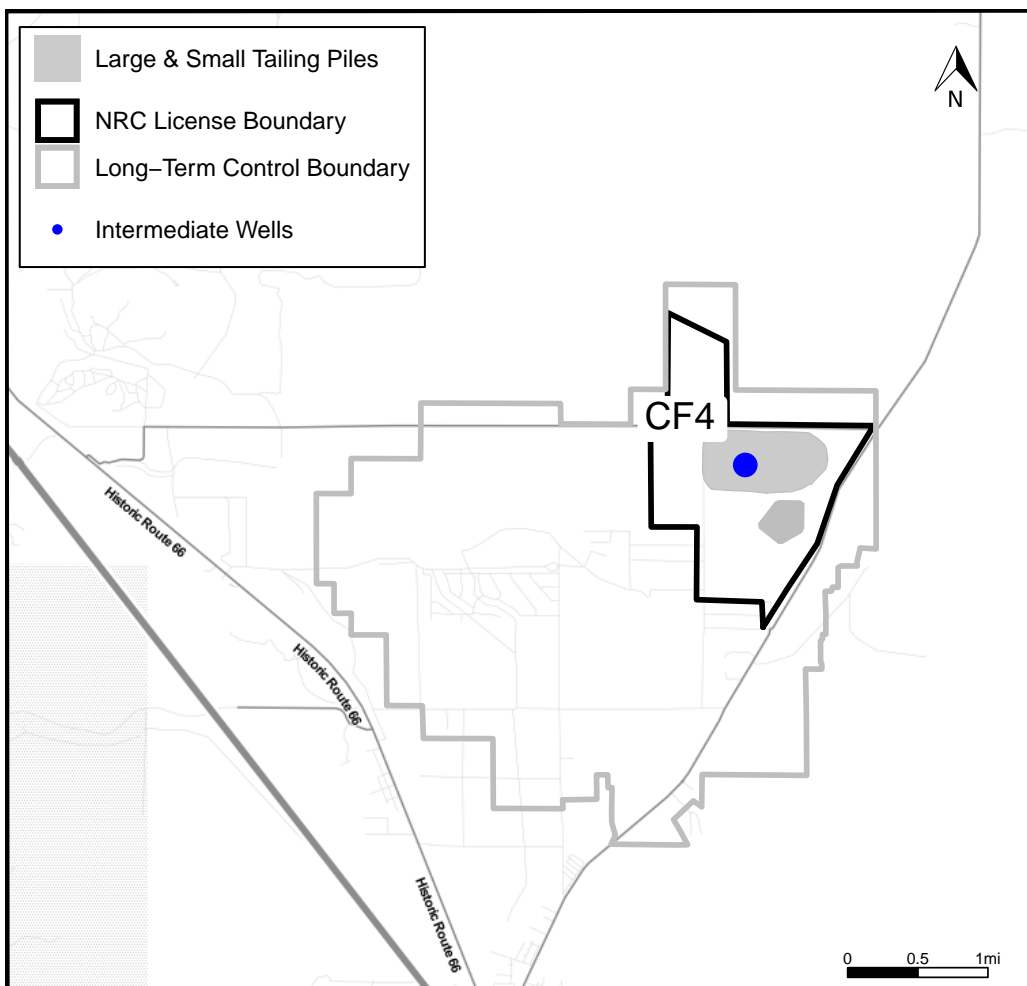 Large & Small Tailing Piles
NRC License Boundary
Long−Term Control Boundary
Intermediate Wells
N
CF4
Historic Route 66
Historic Route 66
Historic Route 66
0 0.5 1mi